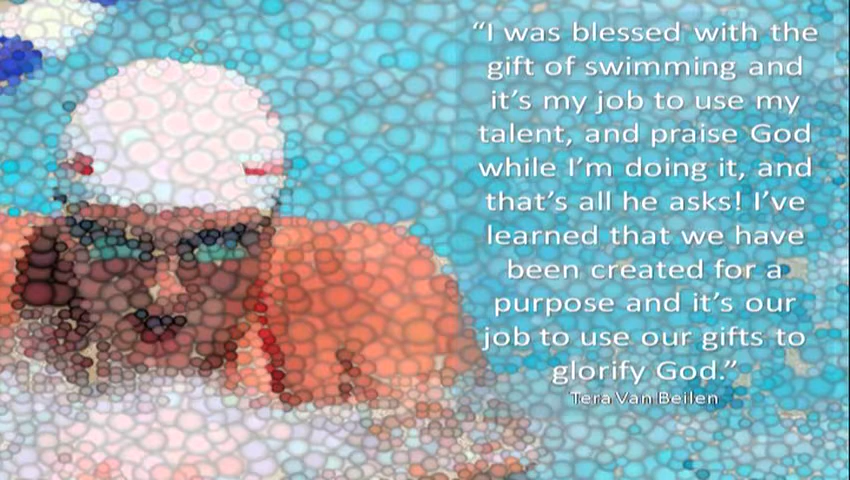 “I was blessed with the
gift of swimming and
it’s my job to use my
talent, and praise God
while I’m doing it, and
that’s all he asks! I’ve
learned that we have
been created for a
purpose and it’s our
job to use our gifts to
glorify God.”
Tera Van Beilen